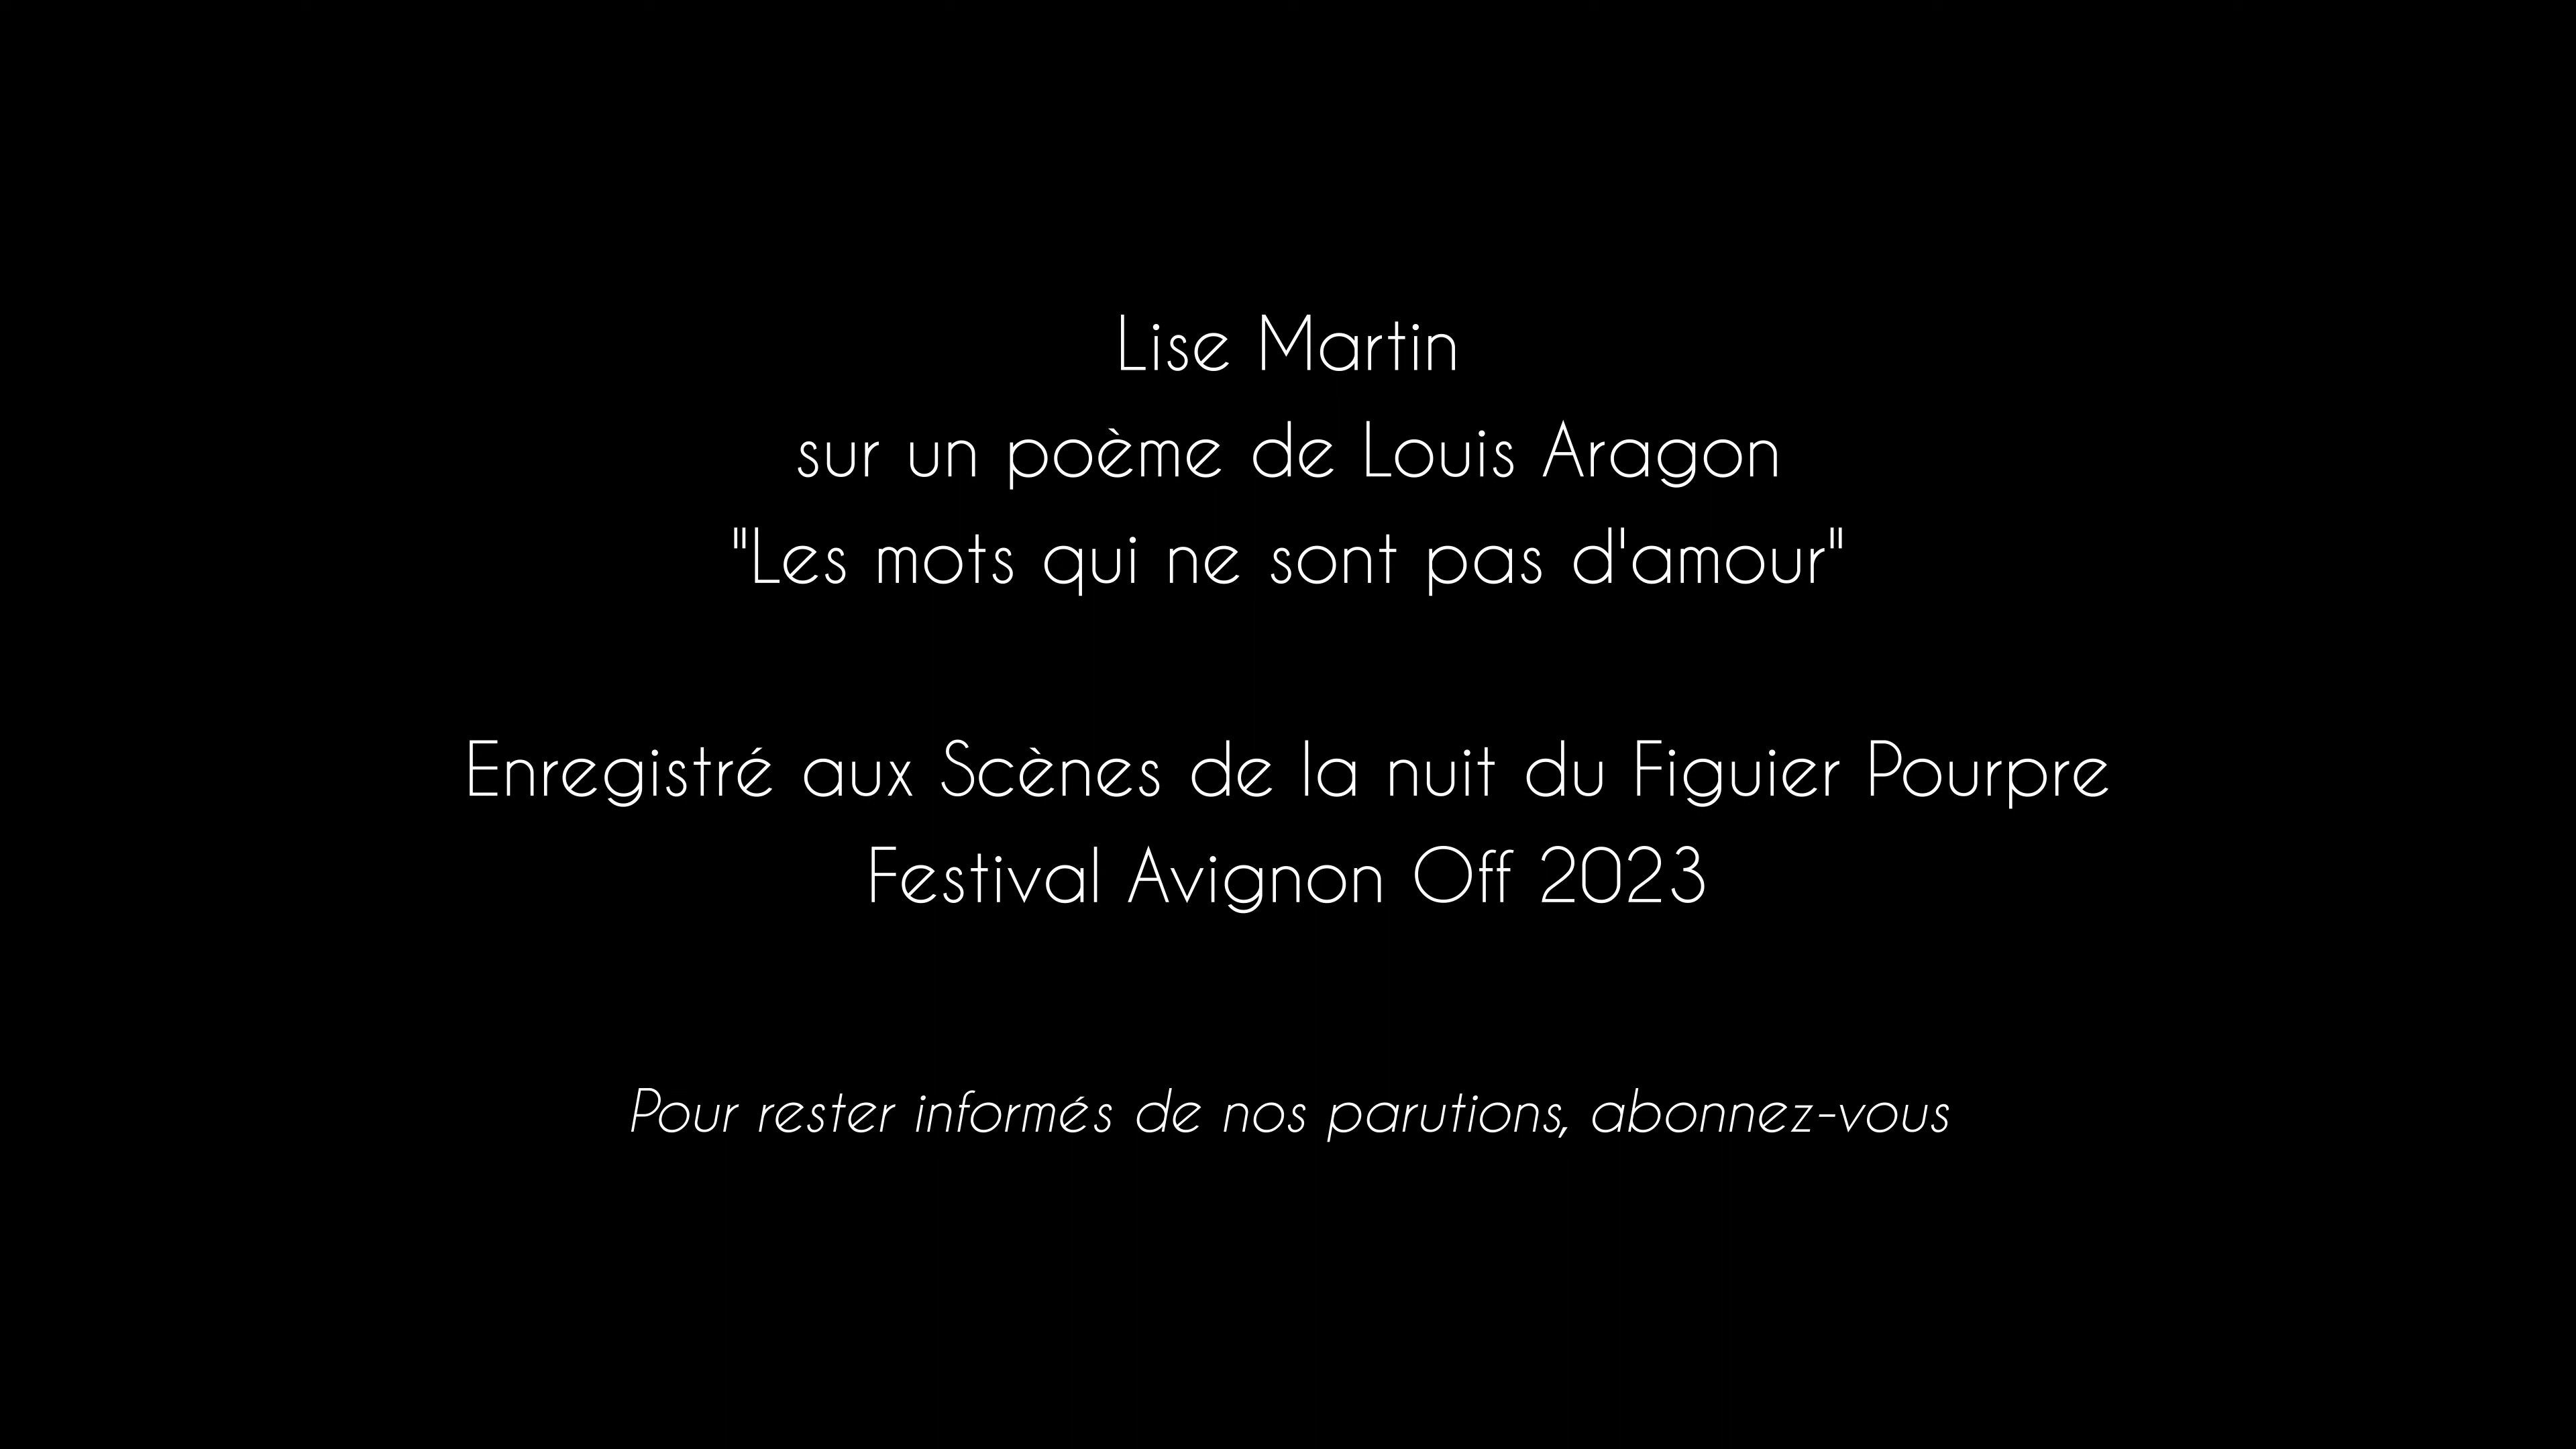 Lise Martin
sur un poème de Louis Aragon
"Les mots qui ne sont pas d'amour"
Enregistré aux Scènes de la nuit du Figuier Pourpre
Festival Avignon Off 2023
Pour rester informés de nos parutions, abonnez-vous